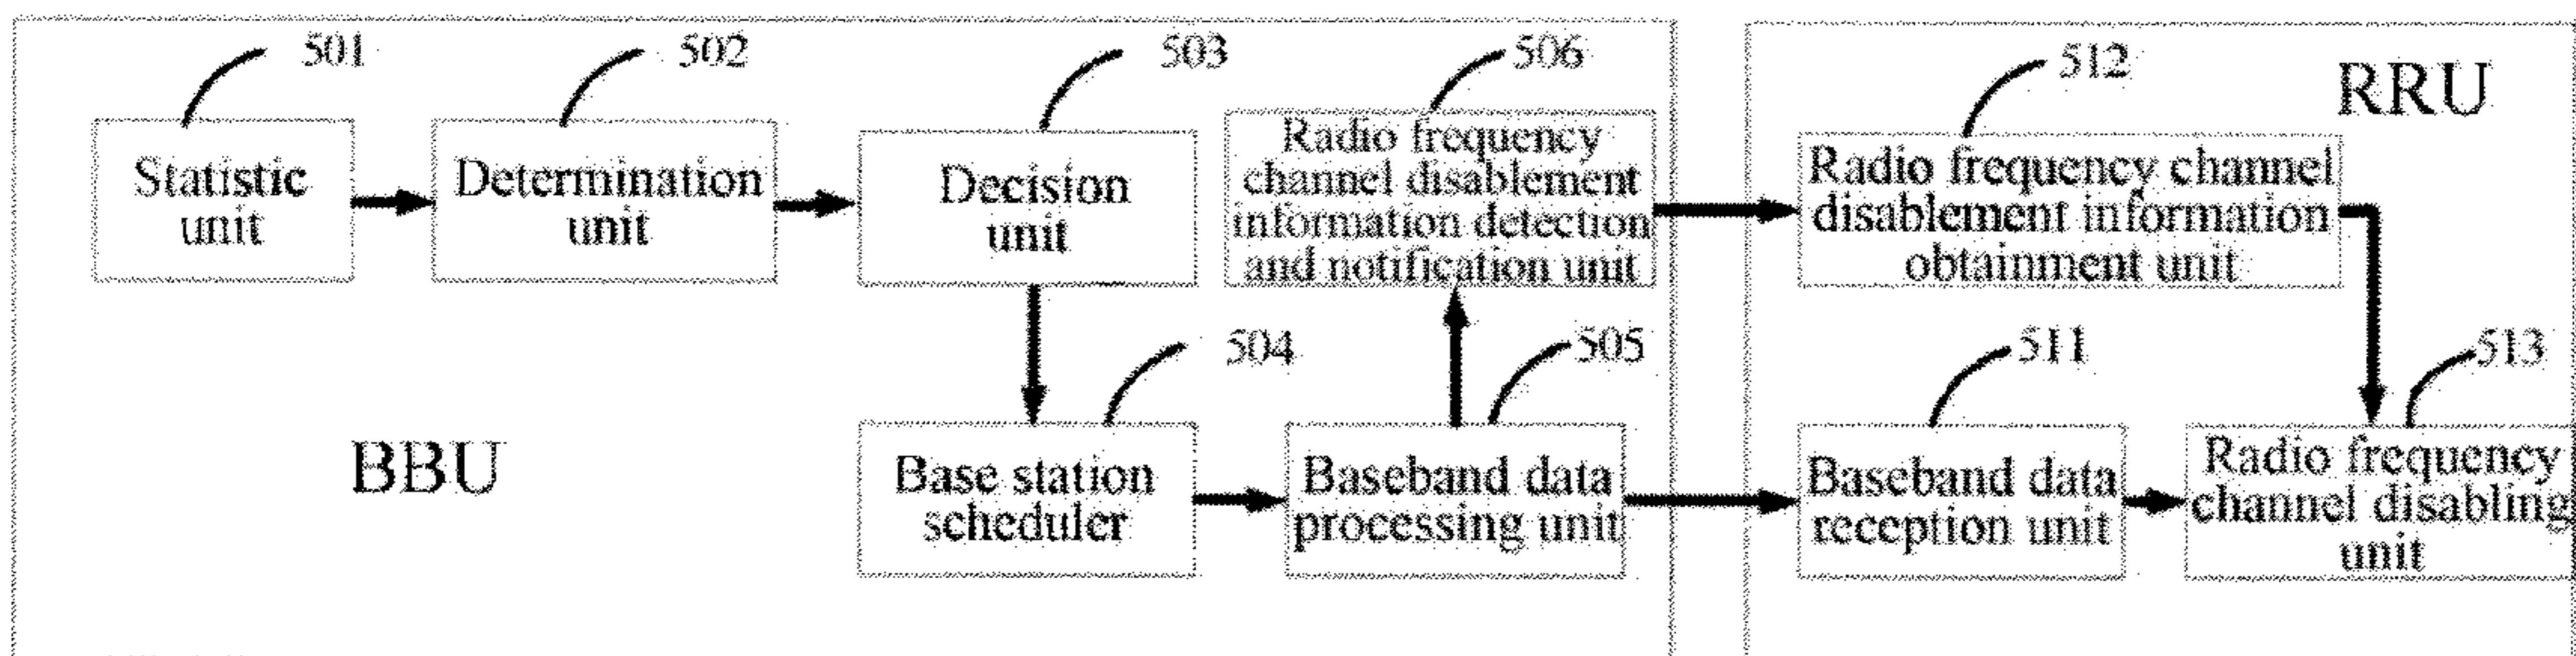 501
502
503
506
512
RRU
Statistic
unit
Determination
unit
Decision
unit
Radio frequency
channel disablement
information detection
and notification unit
Radio frequency channel
disablement information
obtainment unit
504
505
511
513
BBU
Base station
scheduler
Baseband data
processing unit
Baseband data
reception unit
Radio frequency
channel disabling
unit